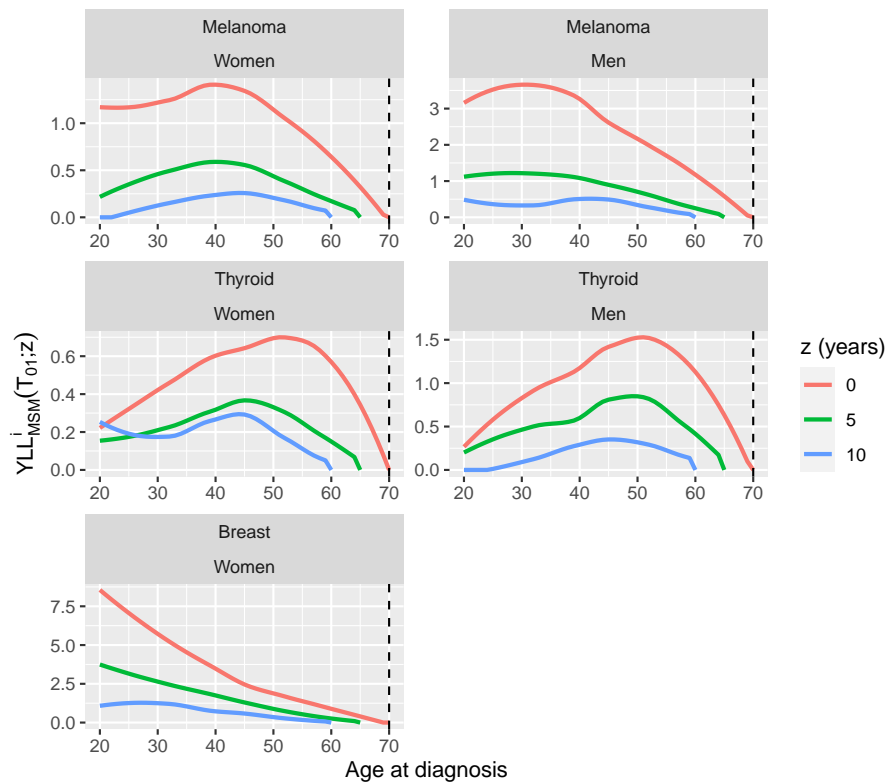 Melanoma
Women
Melanoma
Men
1.0
0.5
0.0
20 30 40 50 60 70
3
2
1
0
20 30 40 50 60 70
Thyroid
Women
Thyroid
Men
0.6
0.4
0.2
0.0
20 30 40 50 60 70
1.5
1.0
0.5
0.0
20 30 40 50 60 70
Breast
Women
7.5
5.0
2.5
0.0
20 30 40 50 60 70
YLL^i_MSM(T_01;z)
Age at diagnosis
z (years)
0
5
10